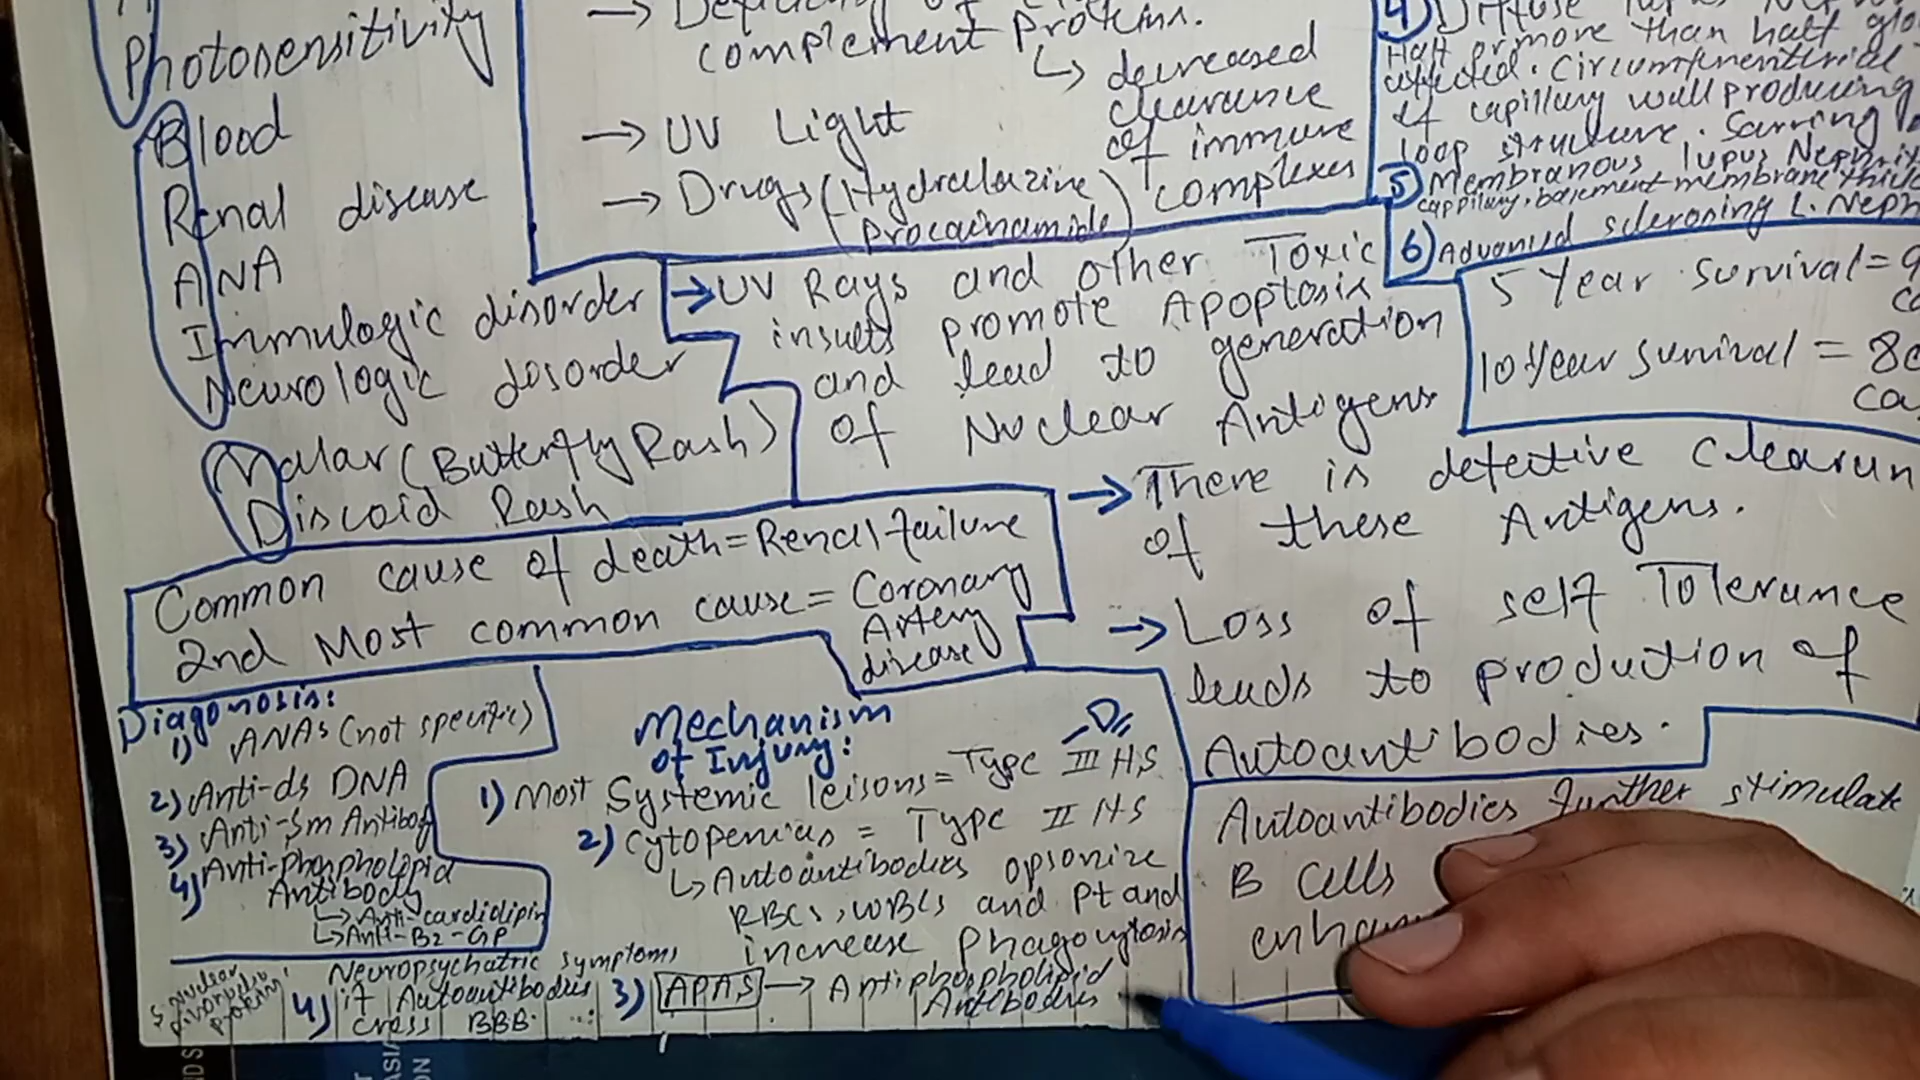 Photosensitivity
Blood
Renal disease
ANA
Immulogic disorder
Neurologic disorder
Malar (Butterfly Rash)
Discoid Rash
complement Proteins.
↳ decreased
clearance
of immune
complexes
→ UV Light
→ Drugs (Hydralazine
Procainamide)
4) Diffuse
Half or more than half
affected.
of capillary wall producing
loop structure.
5) Membranous lupus
6) Advanced sclerosing L. Neph
5 Year survival =
10 Year survival = 80
→ UV Rays and other Toxic
insults promote Apoptosis
and lead to generation
of Nuclear Antigens
→ There is defective clearan
of these Antigens.
→ Loss of self Tolerance
leads to production of
Autoantibodies.
Autoantibodies further stimulate
B cells
Common cause of death = Renal failure
2nd Most common cause = Coronary
Artery
disease
Diagonosis:
1) ANAs (not specific)
2) Anti-ds DNA
3) Anti-Sm Antibo
4) Anti-phospholipid
Antibody
↳ Anti-cardiolipin
↳ Anti-B2-GP
Mechanism
of Injury:
1) Most Systemic leisons = Type III HS
2) Cytopenias = Type II HS
↳ Autoantibodies opsonize
RBCs, WBCs and Pt and
increase Phagocytosis
3) APAS → Antiphospholipid
Antibodies
Neuropsychatric symptoms
4) if Autoantibodies
cross BBB.